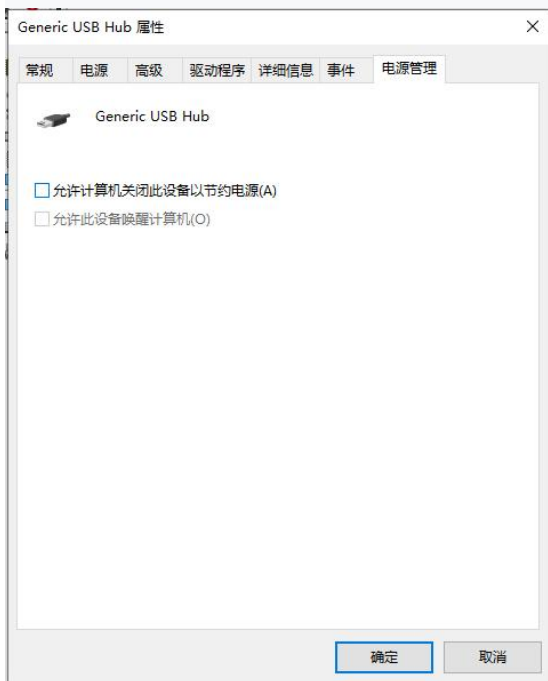 Generic USB Hub 属性
常规 电源 高级 驱动程序 详细信息 事件 电源管理
Generic USB Hub
允许计算机关闭此设备以节约电源(A)
允许此设备唤醒计算机(O)
确定 取消